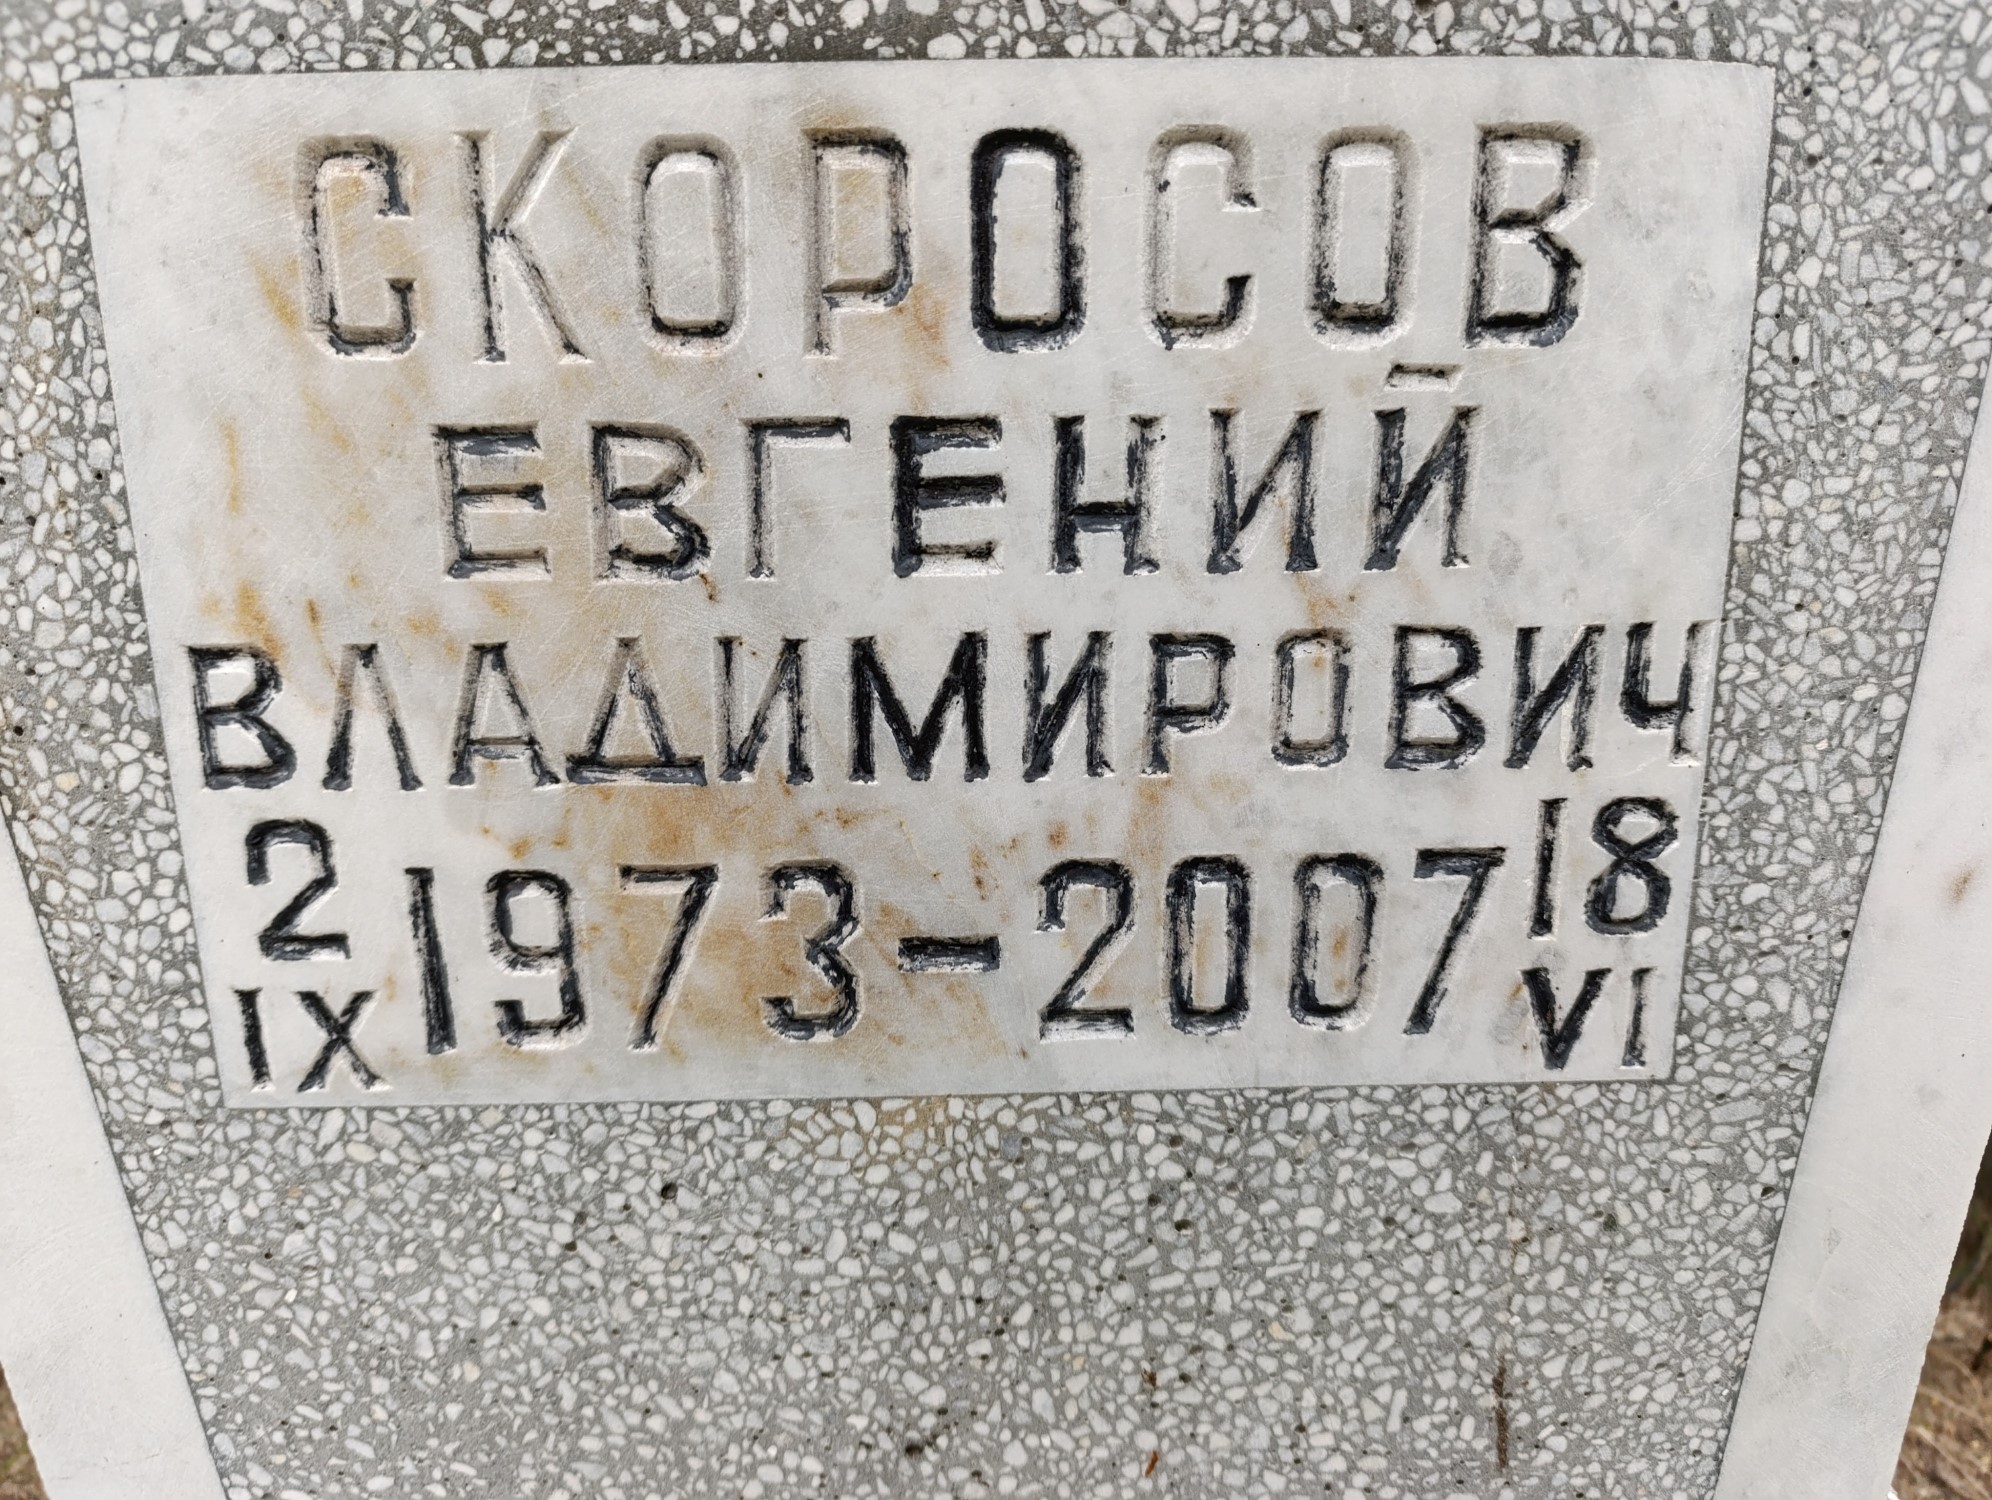 СКОРОСОВ
ЕВГЕНИЙ
ВЛАДИМИРОВИЧ
2 IX 1973-2007 18 VI